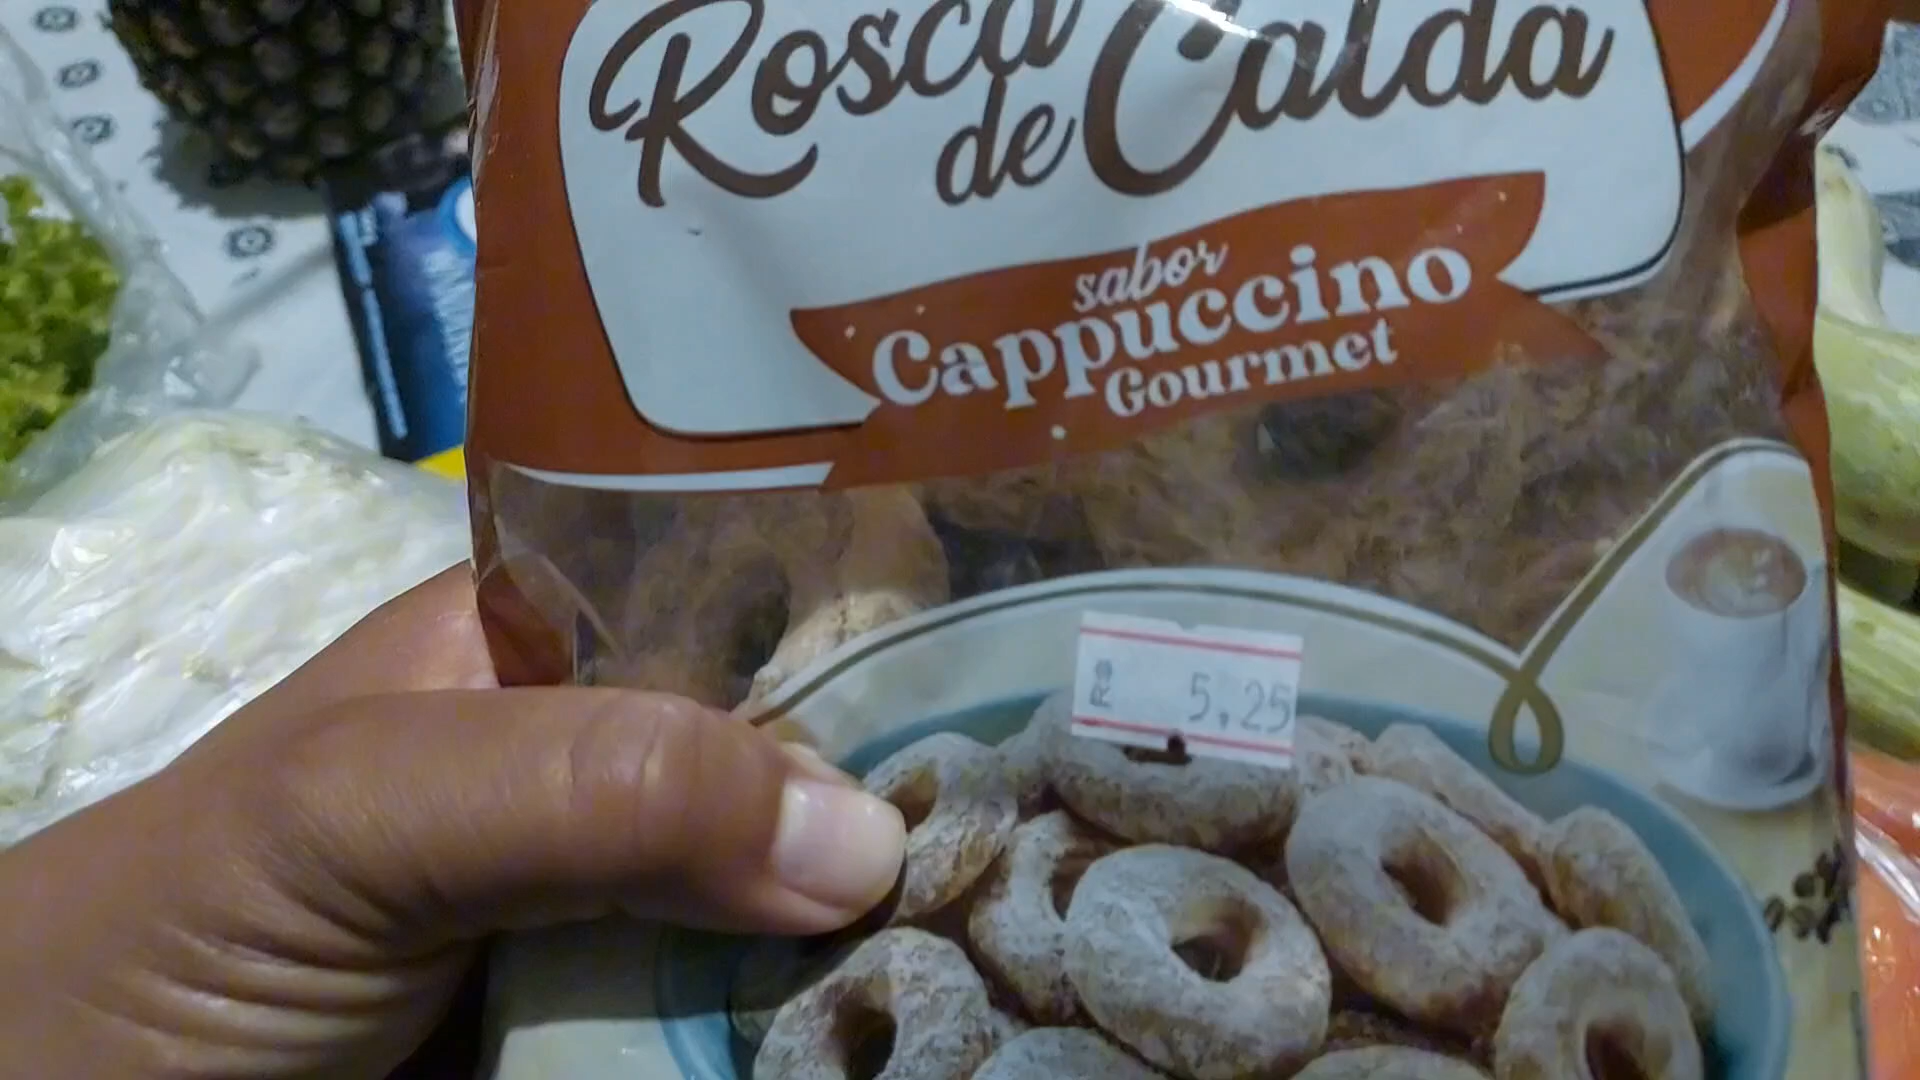 Rosca
de Calda
sabor
Cappuccino
Gourmet
R$ 5,25